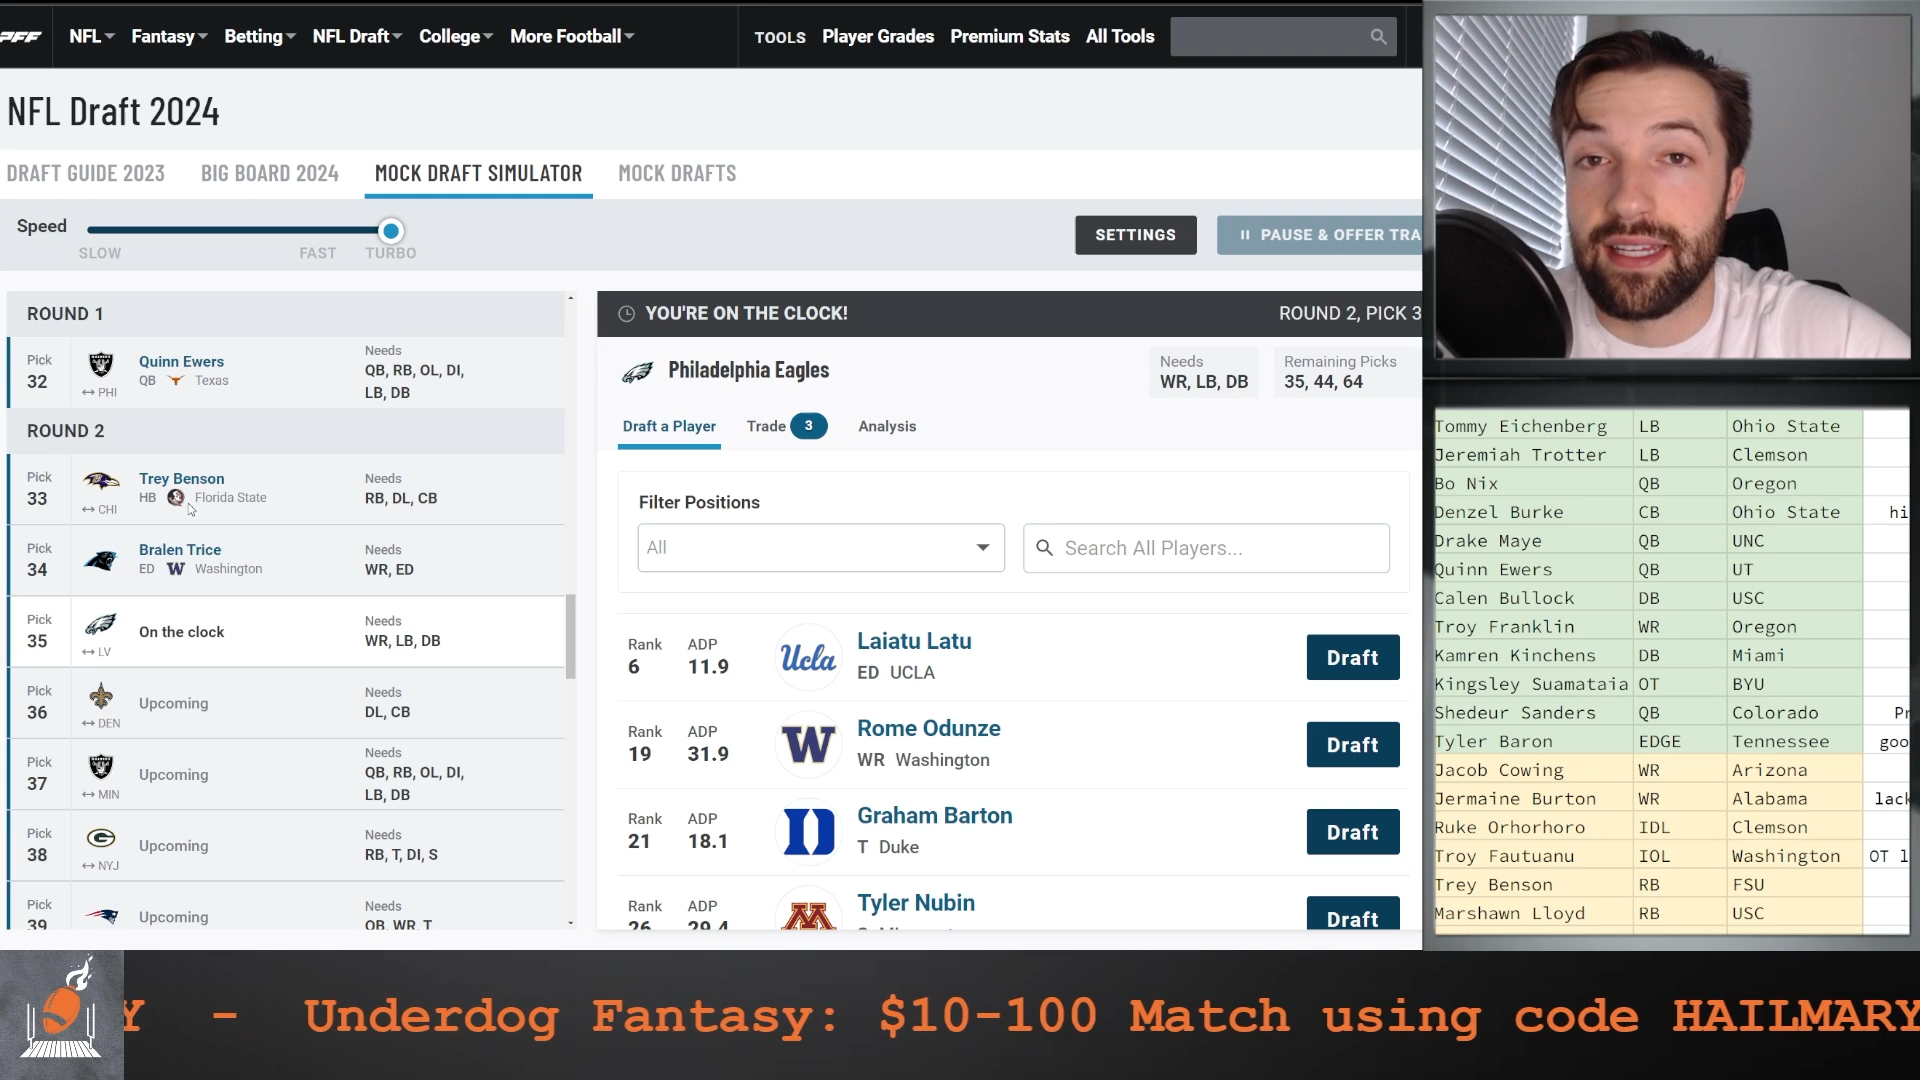 PFF NFL Fantasy Betting NFL Draft College More Football TOOLS Player Grades Premium Stats All Tools
NFL Draft 2024
DRAFT GUIDE 2023 BIG BOARD 2024 MOCK DRAFT SIMULATOR MOCK DRAFTS
Speed
SLOW FAST TURBO
SETTINGS PAUSE & OFFER TRA
ROUND 1
Pick 32 PHI
Quinn Ewers
QB Texas
Needs
QB, RB, OL, DI,
LB, DB
ROUND 2
Pick 33 CHI
Trey Benson
HB Florida State
Needs
RB, DL, CB
Pick 34
Bralen Trice
ED W Washington
Needs
WR, ED
Pick 35 LV
On the clock
Needs
WR, LB, DB
Pick 36 DEN
Upcoming
Needs
DL, CB
Pick 37 MIN
Upcoming
Needs
QB, RB, OL, DI,
LB, DB
Pick 38 NYJ
Upcoming
Needs
RB, T, DI, S
Pick 39
Upcoming
Needs
QB, WR, T
YOU'RE ON THE CLOCK! ROUND 2, PICK 3
Philadelphia Eagles
Needs
WR, LB, DB
Remaining Picks
35, 44, 64
Draft a Player Trade 3 Analysis
Filter Positions
All
Search All Players...
Rank 6 ADP 11.9 Ucla
Laiatu Latu
ED UCLA
Draft
Rank 19 ADP 31.9 W
Rome Odunze
WR Washington
Draft
Rank 21 ADP 18.1 D
Graham Barton
T Duke
Draft
Rank 26 ADP 29.4 M
Tyler Nubin
Draft
Tommy Eichenberg LB Ohio State
Jeremiah Trotter LB Clemson
Bo Nix QB Oregon
Denzel Burke CB Ohio State hi
Drake Maye QB UNC
Quinn Ewers QB UT
Calen Bullock DB USC
Troy Franklin WR Oregon
Kamren Kinchens DB Miami
Kingsley Suamataia OT BYU
Shedeur Sanders QB Colorado Pr
Tyler Baron EDGE Tennessee goo
Jacob Cowing WR Arizona
Jermaine Burton WR Alabama lack
Ruke Orhorhoro IDL Clemson
Troy Fautuanu IOL Washington OT l
Trey Benson RB FSU
Marshawn Lloyd RB USC
Y - Underdog Fantasy: $10-100 Match using code HAILMARY